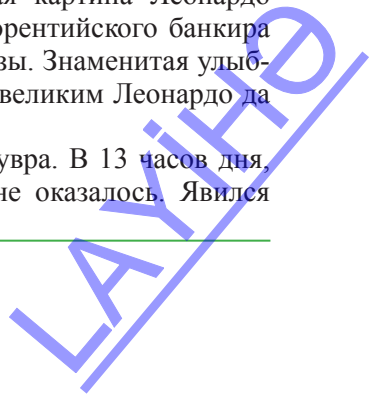 ая картина Леонардо
орентийского банкира
вы. Знаменитая улыб-
великим Леонардо да
увра. В 13 часов дня,
не оказалось. Явился
LAYİHƏ